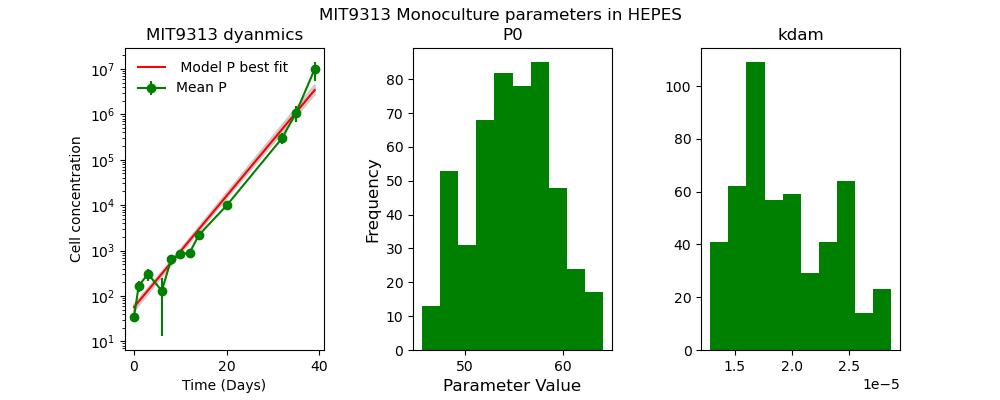 MIT9313 Monoculture parameters in HEPES
MIT9313 dyanmics
P0
kdam
Model P best fit
Mean P
Cell concentration
10^7
10^6
10^5
10^4
10^3
10^2
10^1
0
20
40
Time (Days)
Frequency
80
70
60
50
40
30
20
10
0
50
60
Parameter Value
100
80
60
40
20
0
1.5
2.0
2.5
1e−5